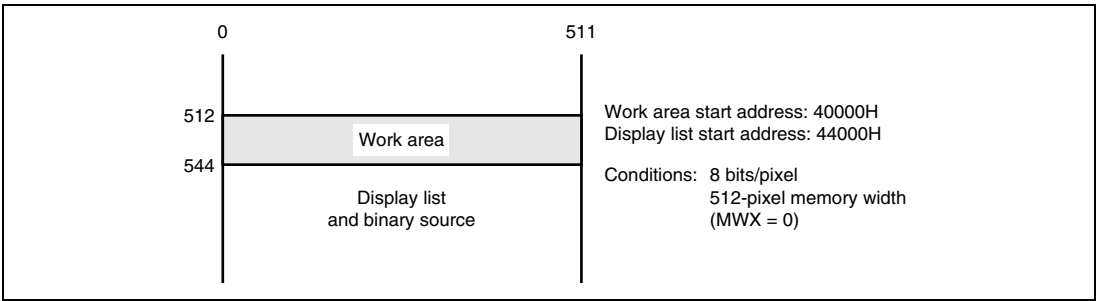 0
511
512
Work area
544
Display list
and binary source
Work area start address: 40000H
Display list start address: 44000H
Conditions: 8 bits/pixel
512-pixel memory width
(MWX = 0)